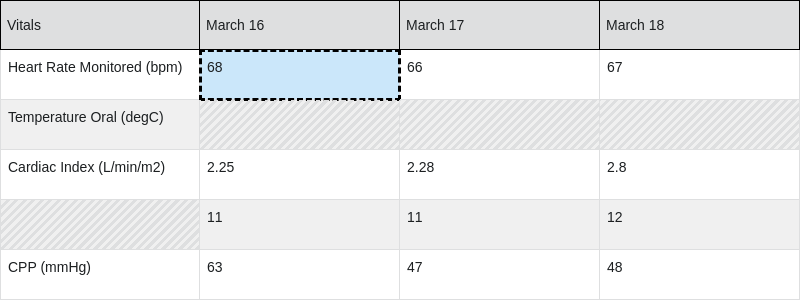 Vitals March 16 March 17 March 18
Heart Rate Monitored (bpm) 68 66 67
Temperature Oral (degC)
Cardiac Index (L/min/m2) 2.25 2.28 2.8
11 11 12
CPP (mmHg) 63 47 48